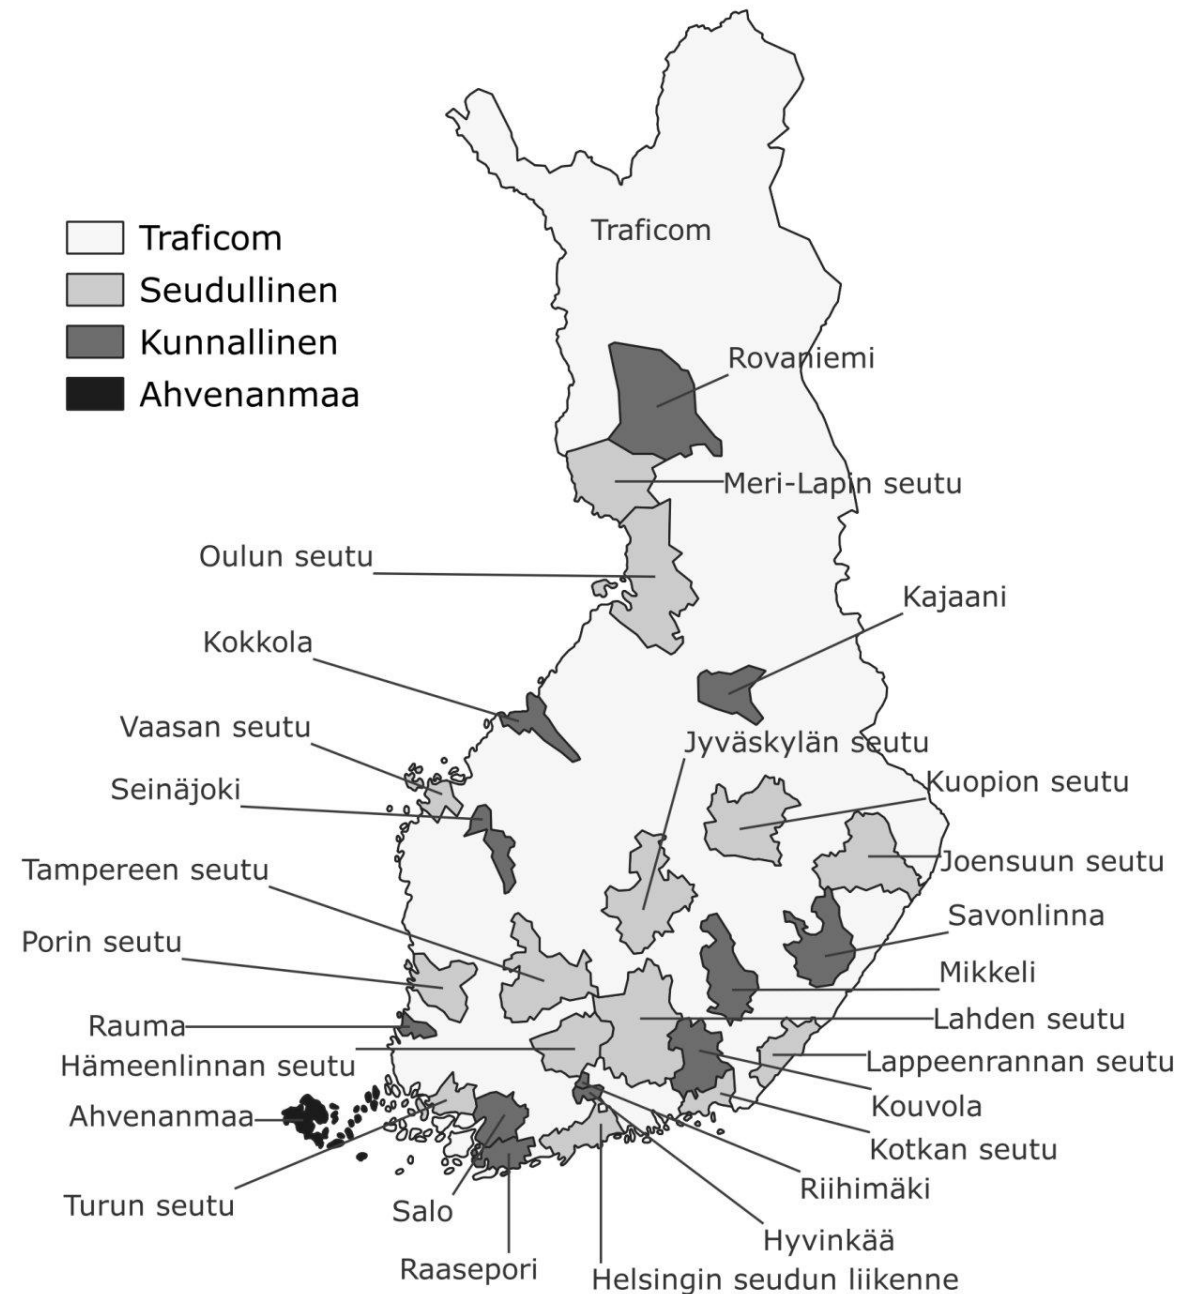 Traficom
Traficom
Seudullinen
Kunnallinen
Ahvenanmaa
Rovaniemi
Meri-Lapin seutu
Oulun seutu
Kajaani
Kokkola
Vaasan seutu
Jyväskylän seutu
Kuopion seutu
Seinäjoki
Tampereen seutu
Joensuun seutu
Savonlinna
Porin seutu
Mikkeli
Rauma
Lahden seutu
Hämeenlinnan seutu
Lappeenrannan seutu
Ahvenanmaa
Kouvola
Kotkan seutu
Turun seutu
Riihimäki
Salo
Hyvinkää
Raasepori
Helsingin seudun liikenne